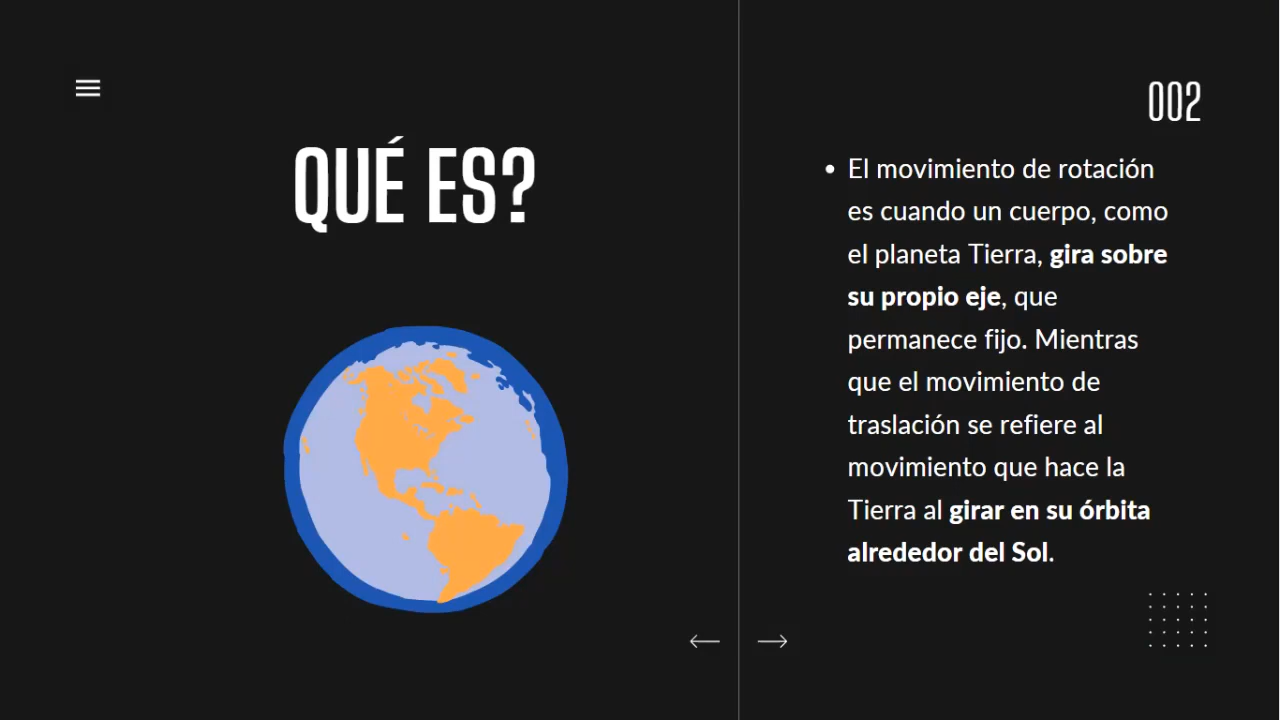 QUÉ ES?
002
• El movimiento de rotación
es cuando un cuerpo, como
el planeta Tierra, gira sobre
su propio eje, que
permanece fijo. Mientras
que el movimiento de
traslación se refiere al
movimiento que hace la
Tierra al girar en su órbita
alrededor del Sol.